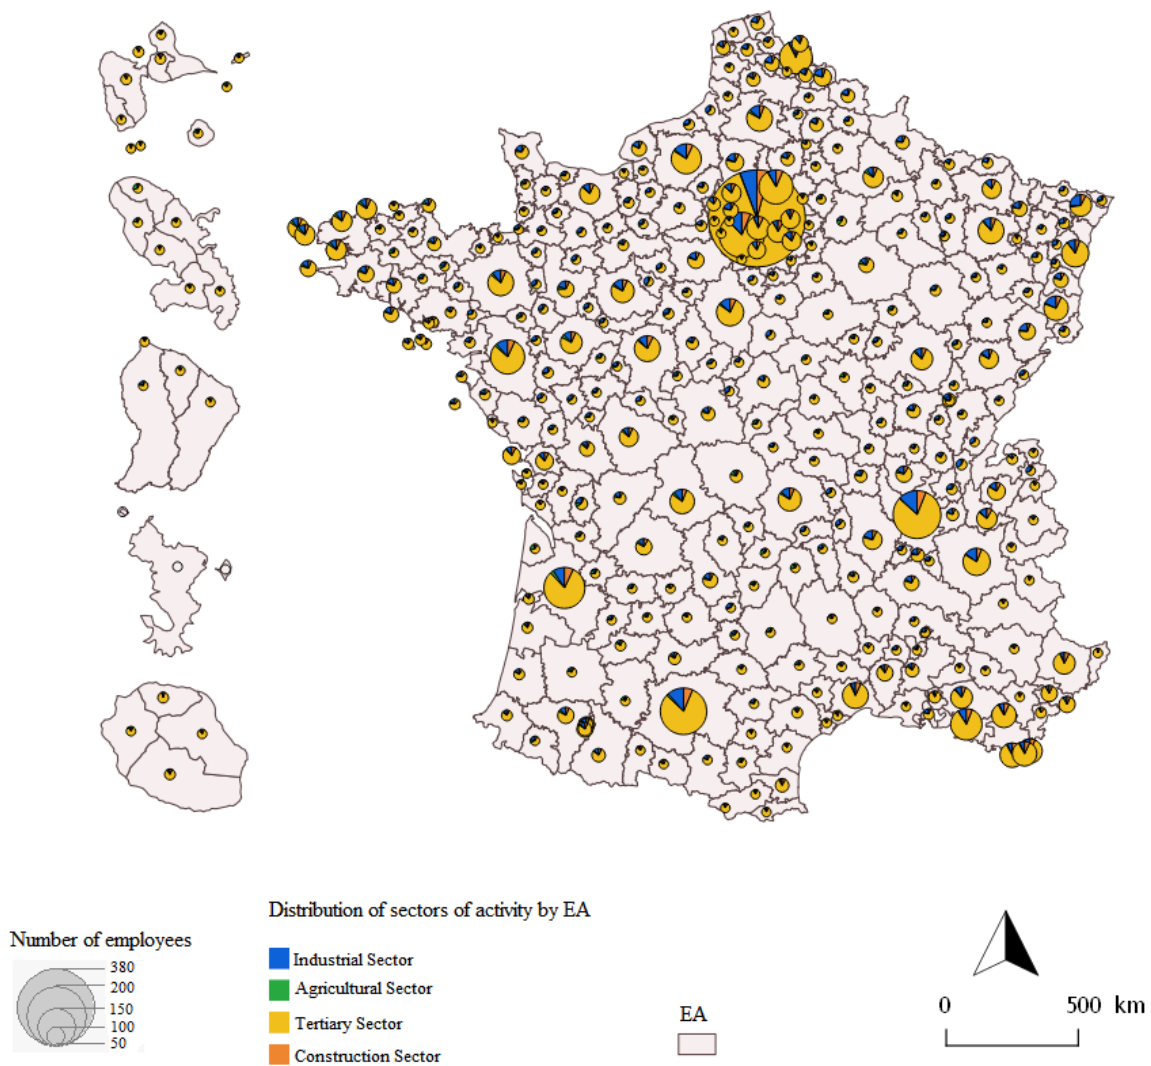 Distribution of sectors of activity by EA
Number of employees
380
200
150
100
50
Industrial Sector
Agricultural Sector
Tertiary Sector
Construction Sector
EA
0 500 km